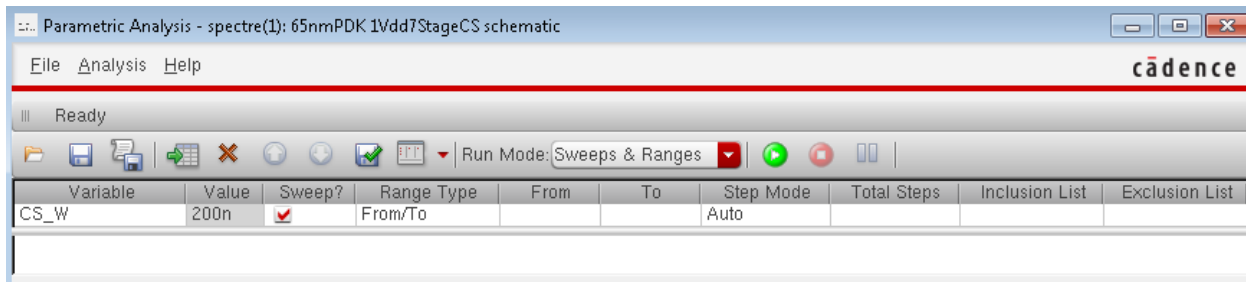 Parametric Analysis - spectre(1): 65nmPDK 1Vdd7StageCS schematic
File Analysis Help cādence
Ready
Run Mode: Sweeps & Ranges
Variable Value Sweep? Range Type From To Step Mode Total Steps Inclusion List Exclusion List
CS_W 200n From/To Auto